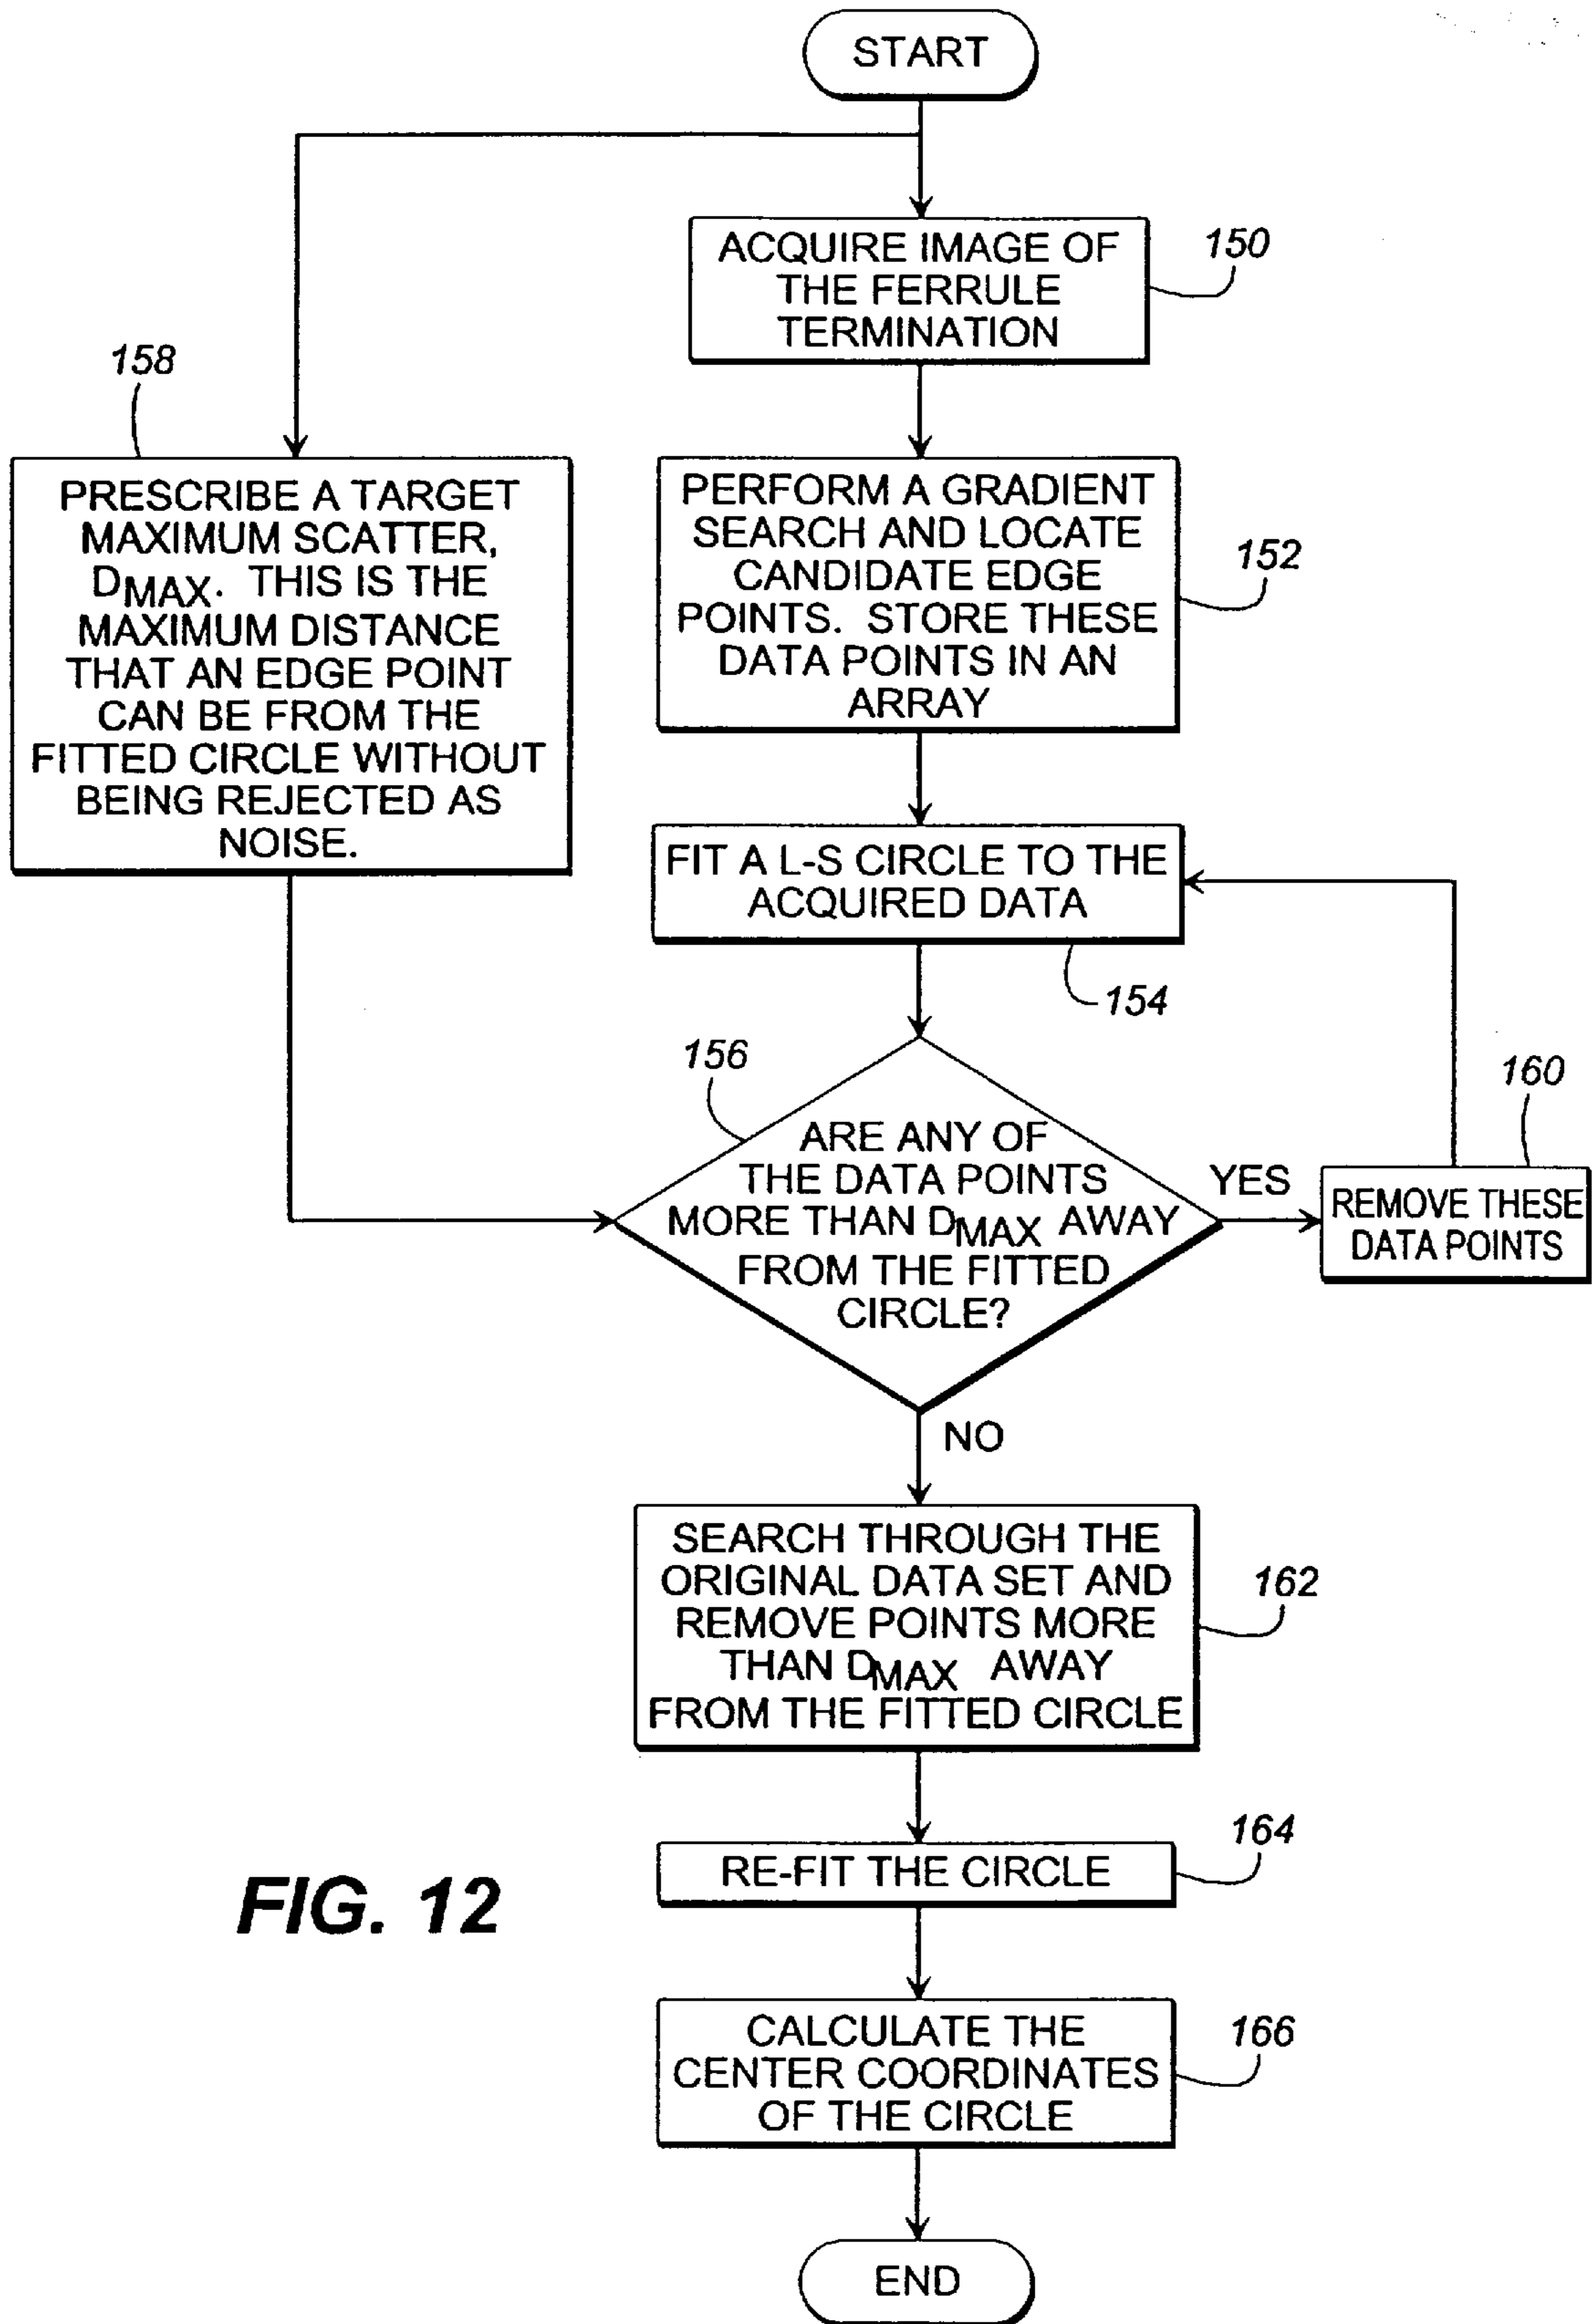 START
ACQUIRE IMAGE OF
THE FERRULE
TERMINATION
150
158
PRESCRIBE A TARGET
MAXIMUM SCATTER,
DMAX. THIS IS THE
MAXIMUM DISTANCE
THAT AN EDGE POINT
CAN BE FROM THE
FITTED CIRCLE WITHOUT
BEING REJECTED AS
NOISE.
PERFORM A GRADIENT
SEARCH AND LOCATE
CANDIDATE EDGE
POINTS. STORE THESE
DATA POINTS IN AN
ARRAY
152
FIT A L-S CIRCLE TO THE
ACQUIRED DATA
154
156
ARE ANY OF
THE DATA POINTS
MORE THAN DMAX AWAY
FROM THE FITTED
CIRCLE?
YES
160
REMOVE THESE
DATA POINTS
NO
SEARCH THROUGH THE
ORIGINAL DATA SET AND
REMOVE POINTS MORE
THAN DMAX AWAY
FROM THE FITTED CIRCLE
162
RE-FIT THE CIRCLE
164
FIG. 12
CALCULATE THE
CENTER COORDINATES
OF THE CIRCLE
166
END